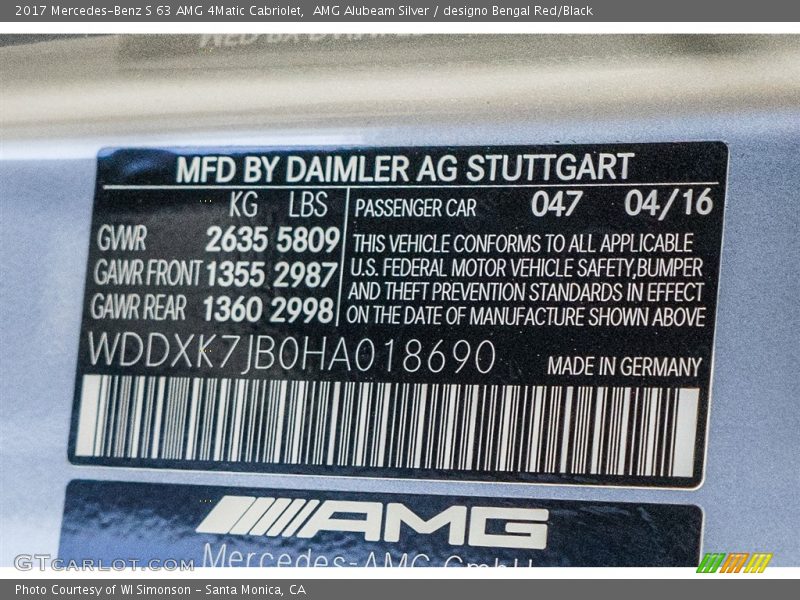 2017 Mercedes-Benz S 63 AMG 4Matic Cabriolet,  AMG Alubeam Silver / designo Bengal Red/Black
MFD BY DAIMLER AG STUTTGART
KG LBS
GVWR 2635 5809
GAWR FRONT 1355 2987
GAWR REAR 1360 2998
PASSENGER CAR 047 04/16
THIS VEHICLE CONFORMS TO ALL APPLICABLE
U.S. FEDERAL MOTOR VEHICLE SAFETY,BUMPER
AND THEFT PREVENTION STANDARDS IN EFFECT
ON THE DATE OF MANUFACTURE SHOWN ABOVE
WDDXK7JB0HA018690
MADE IN GERMANY
AMG
Mercedes-AMG GmbH
GTCARLOT.COM
Photo Courtesy of WI Simonson - Santa Monica, CA